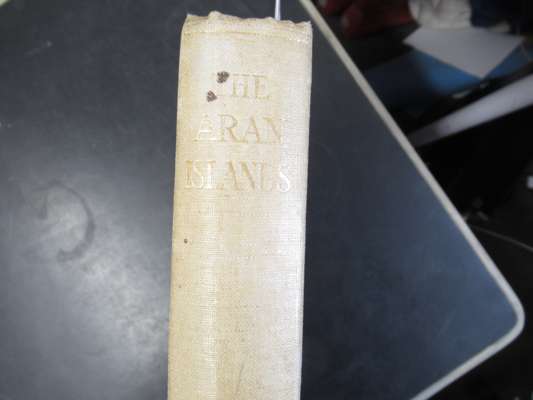 THE
ARAN
ISLANDS